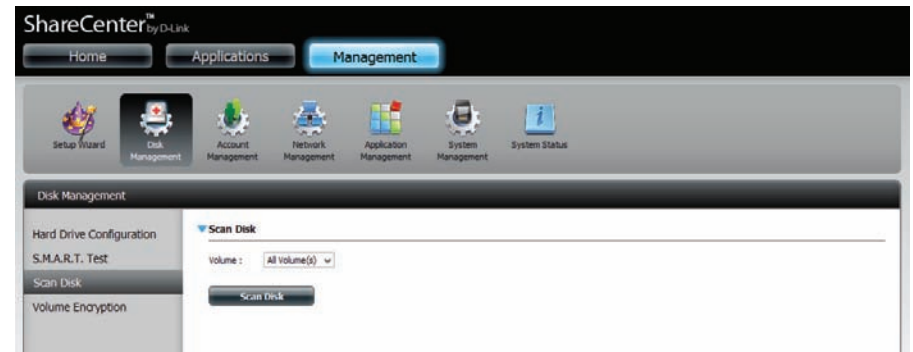 ShareCenter™ by D-Link
Home Applications Management
Setup Wizard Disk Management Account Management Network Management Application Management System Management System Status
Disk Management
Hard Drive Configuration
S.M.A.R.T. Test
Scan Disk
Volume Encryption
Scan Disk
Volume : All Volume(s)
Scan Disk